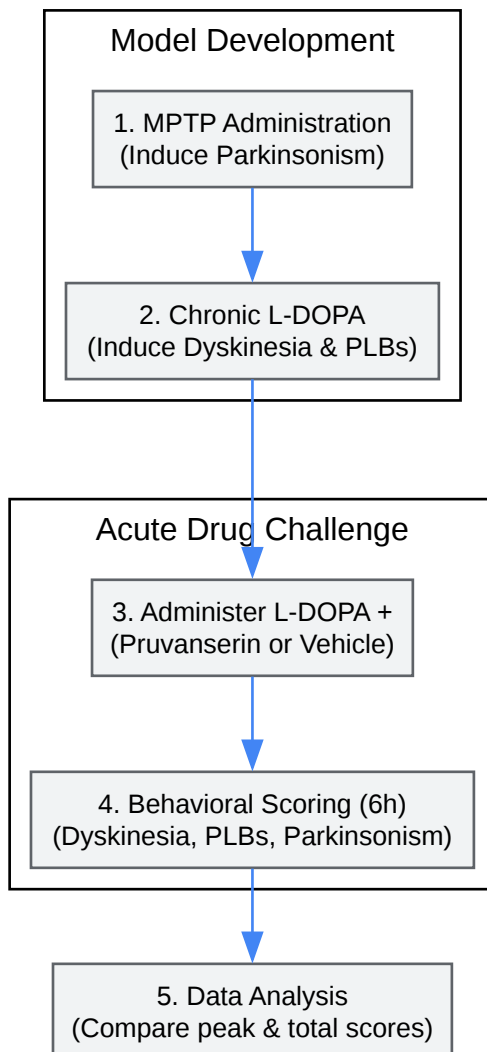 Model Development
1. MPTP Administration
(Induce Parkinsonism)
2. Chronic L-DOPA
(Induce Dyskinesia & PLBs)
Acute Drug Challenge
3. Administer L-DOPA +
(Pruvanserin or Vehicle)
4. Behavioral Scoring (6h)
(Dyskinesia, PLBs, Parkinsonism)
5. Data Analysis
(Compare peak & total scores)